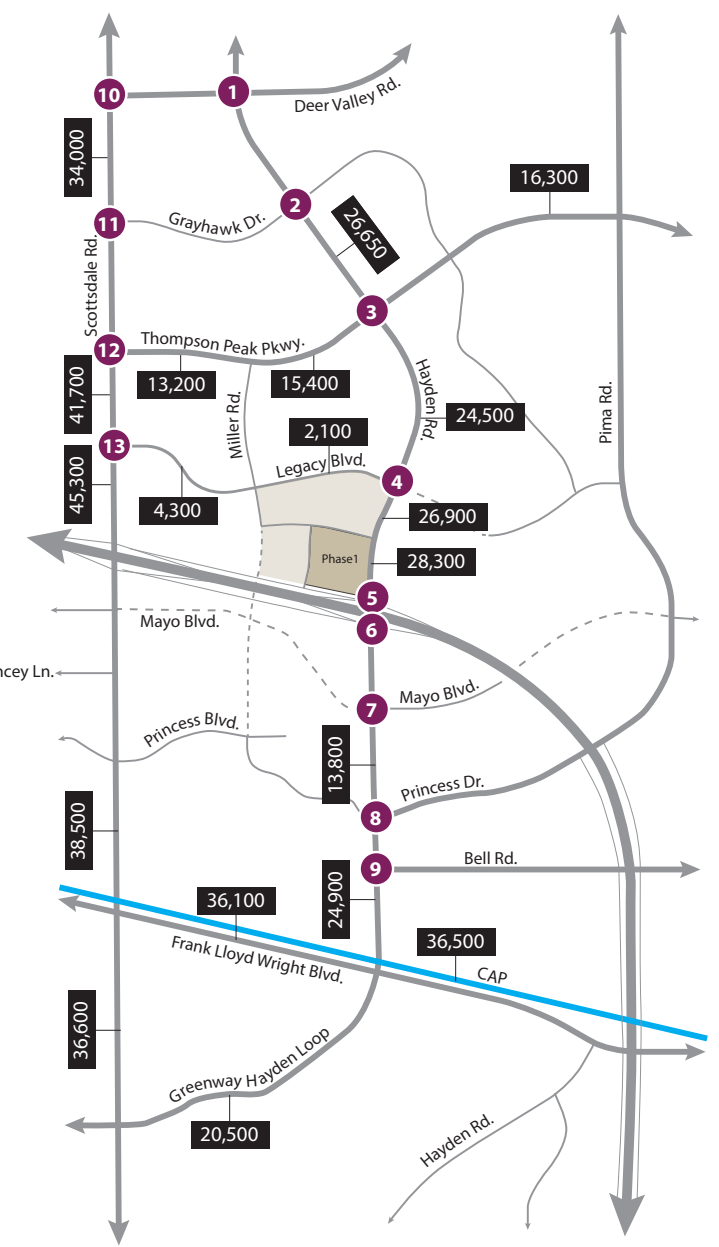 10
1
Deer Valley Rd.
34,000
16,300
2
11
Grayhawk Dr.
26,650
Scottsdale Rd.
3
12
Thompson Peak Pkwy.
13,200
15,400
41,700
Miller Rd.
Hayden Rd.
24,500
Pima Rd.
2,100
13
Legacy Blvd.
4
45,300
4,300
26,900
Phase1
28,300
5
6
Mayo Blvd.
ncey Ln.
Mayo Blvd.
7
Princess Blvd.
13,800
Princess Dr.
8
38,500
Bell Rd.
9
24,900
36,100
36,500
Frank Lloyd Wright Blvd.
CAP
36,600
Greenway Hayden Loop
20,500
Hayden Rd.